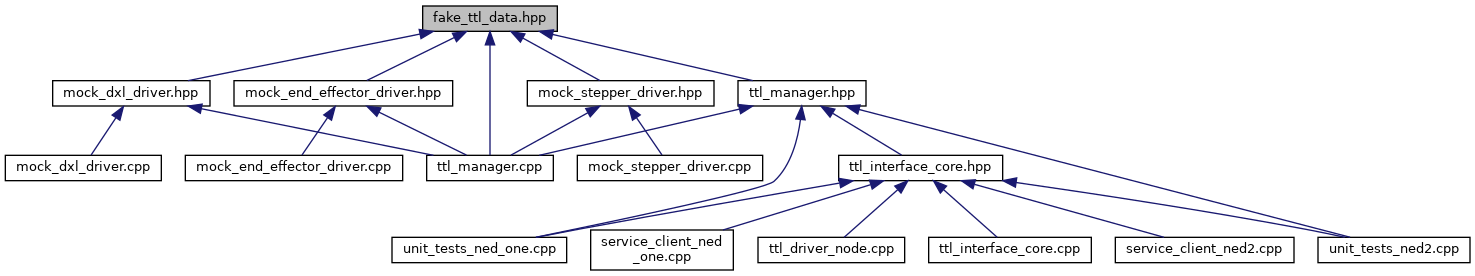 fake_ttl_data.hpp
mock_dxl_driver.hpp
mock_end_effector_driver.hpp
mock_stepper_driver.hpp
ttl_manager.hpp
mock_dxl_driver.cpp
mock_end_effector_driver.cpp
ttl_manager.cpp
mock_stepper_driver.cpp
ttl_interface_core.hpp
unit_tests_ned_one.cpp
service_client_ned
_one.cpp
ttl_driver_node.cpp
ttl_interface_core.cpp
service_client_ned2.cpp
unit_tests_ned2.cpp